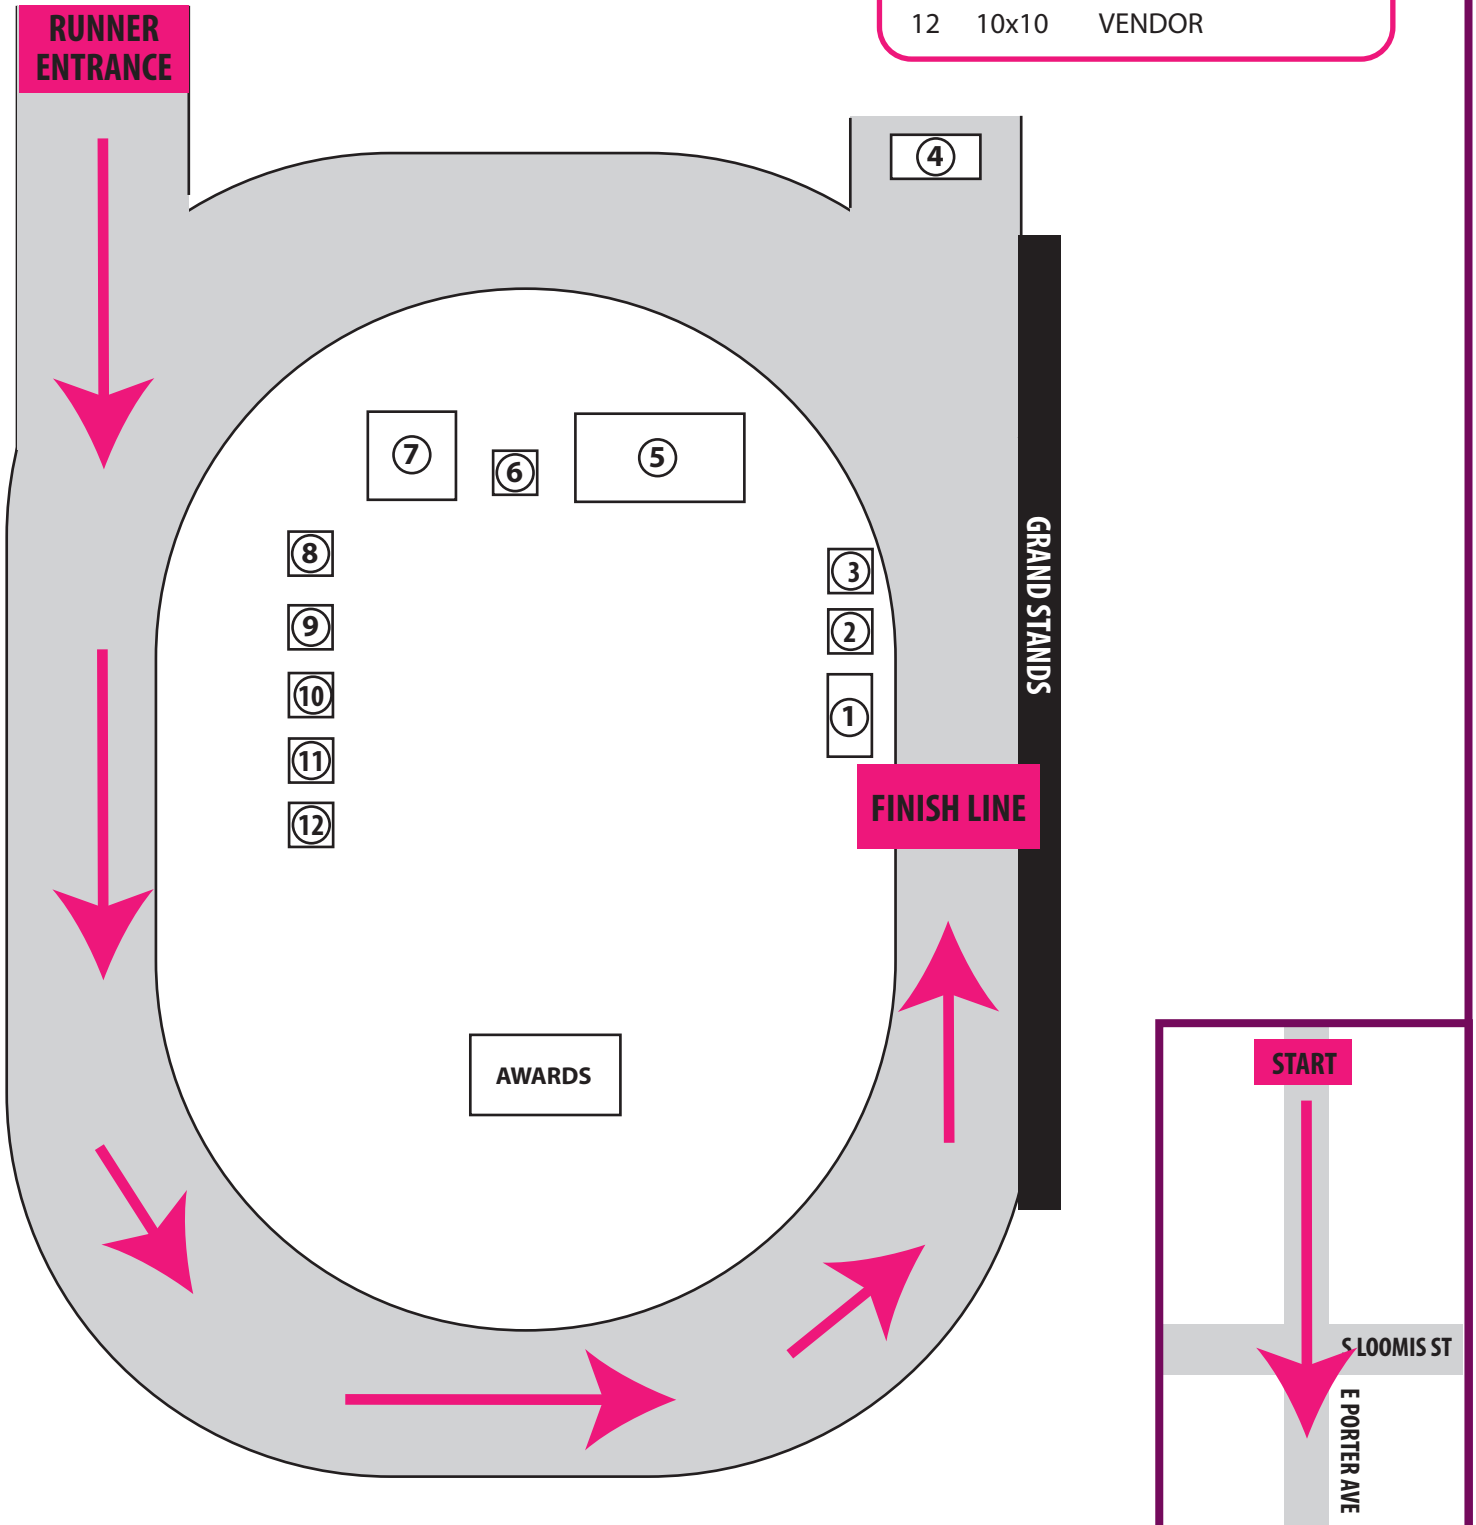 RUNNER
ENTRANCE
12 10x10 VENDOR
4
7
6
5
8
3
9
2
10
1
11
12
GRAND STANDS
FINISH LINE
AWARDS
START
S LOOMIS ST
E PORTER AVE